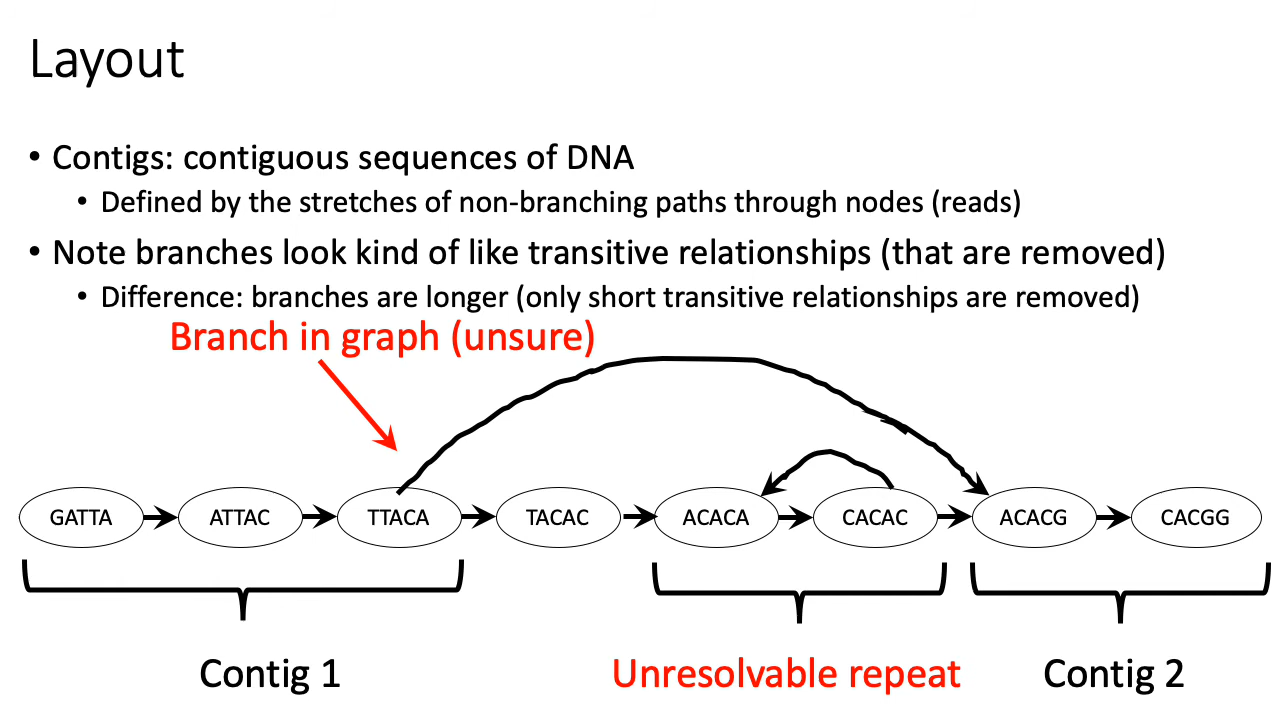 Layout
• Contigs: contiguous sequences of DNA
• Defined by the stretches of non-branching paths through nodes (reads)
• Note branches look kind of like transitive relationships (that are removed)
• Difference: branches are longer (only short transitive relationships are removed)
Branch in graph (unsure)
GATTA ATTAC TTACA TACAC ACACA CACAC ACACG CACGG
Contig 1 Unresolvable repeat Contig 2